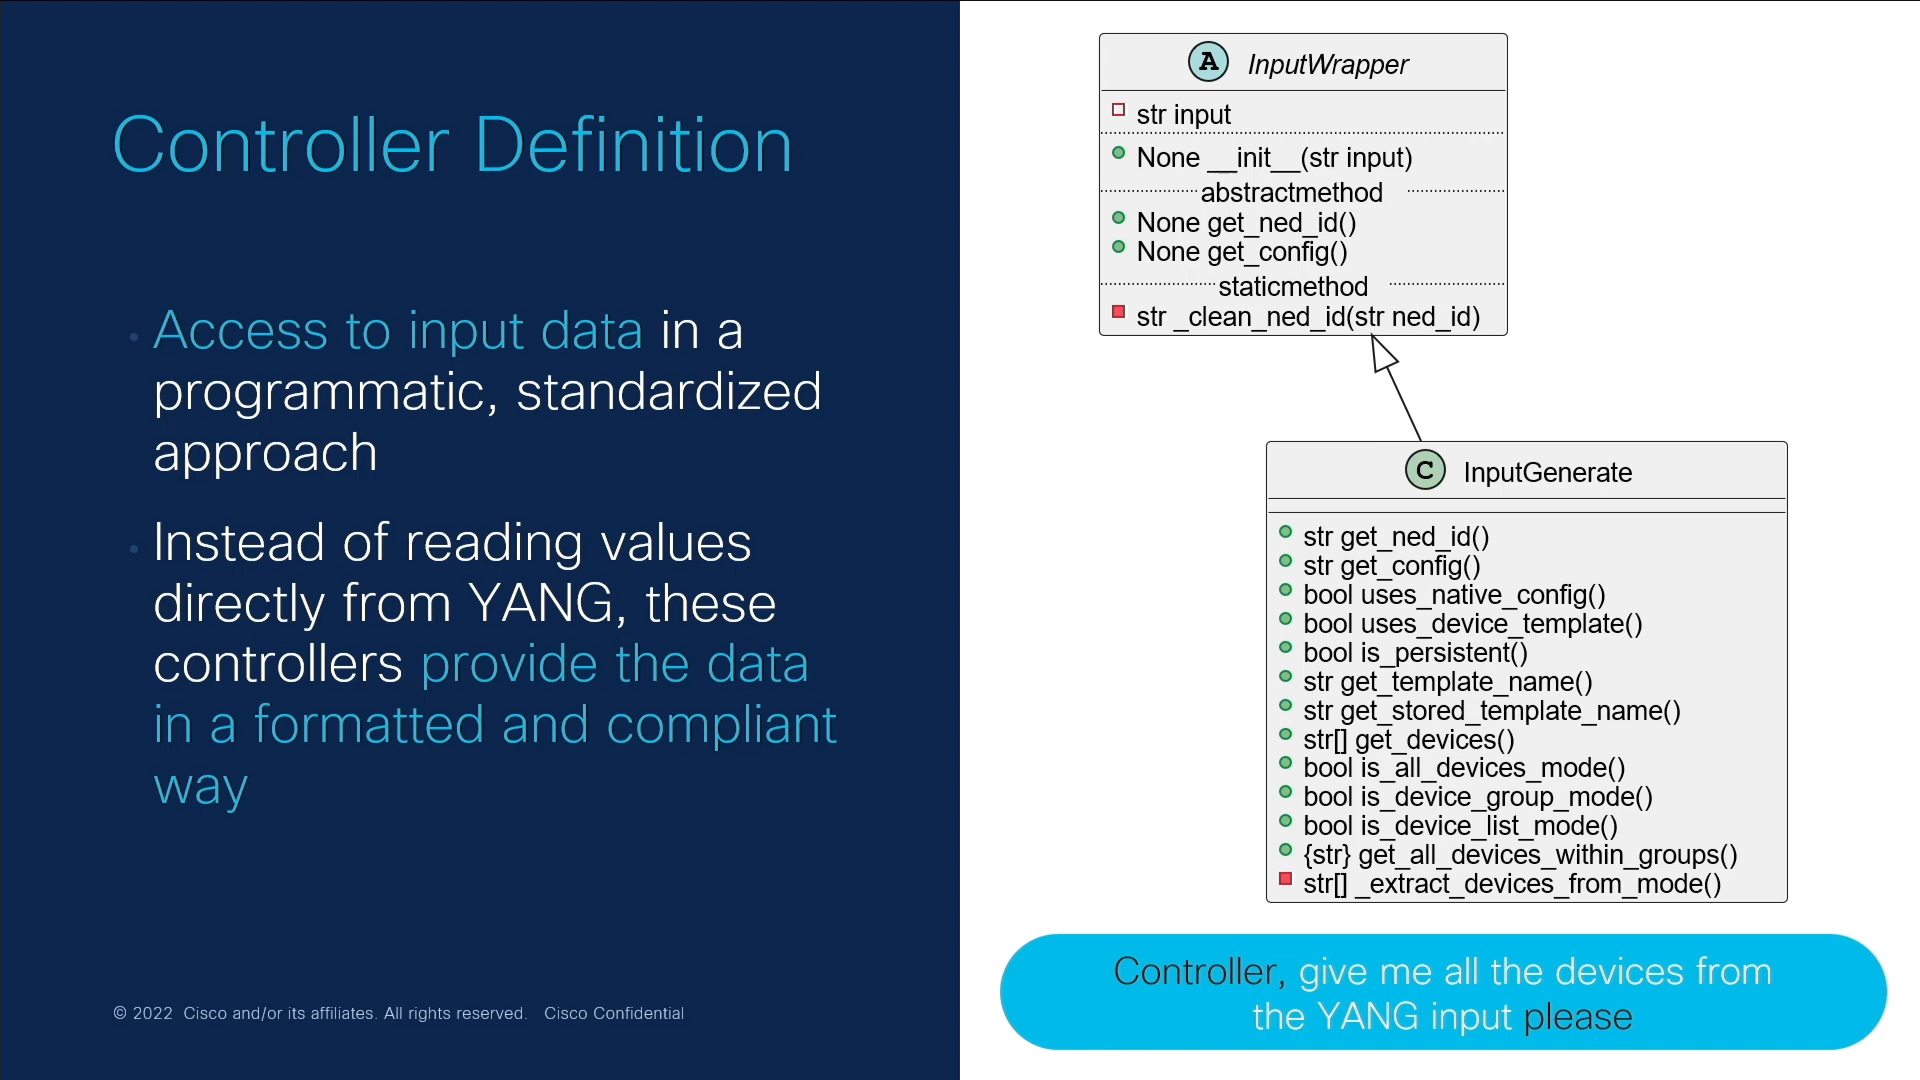 Controller Definition
Access to input data in a
programmatic, standardized
approach
Instead of reading values
directly from YANG, these
controllers provide the data
in a formatted and compliant
way
© 2022 Cisco and/or its affiliates. All rights reserved. Cisco Confidential
A InputWrapper
str input
None __init__(str input)
abstractmethod
None get_ned_id()
None get_config()
staticmethod
str _clean_ned_id(str ned_id)
C InputGenerate
str get_ned_id()
str get_config()
bool uses_native_config()
bool uses_device_template()
bool is_persistent()
str get_template_name()
str get_stored_template_name()
str[] get_devices()
bool is_all_devices_mode()
bool is_device_group_mode()
bool is_device_list_mode()
{str} get_all_devices_within_groups()
str[] _extract_devices_from_mode()
Controller, give me all the devices from
the YANG input please